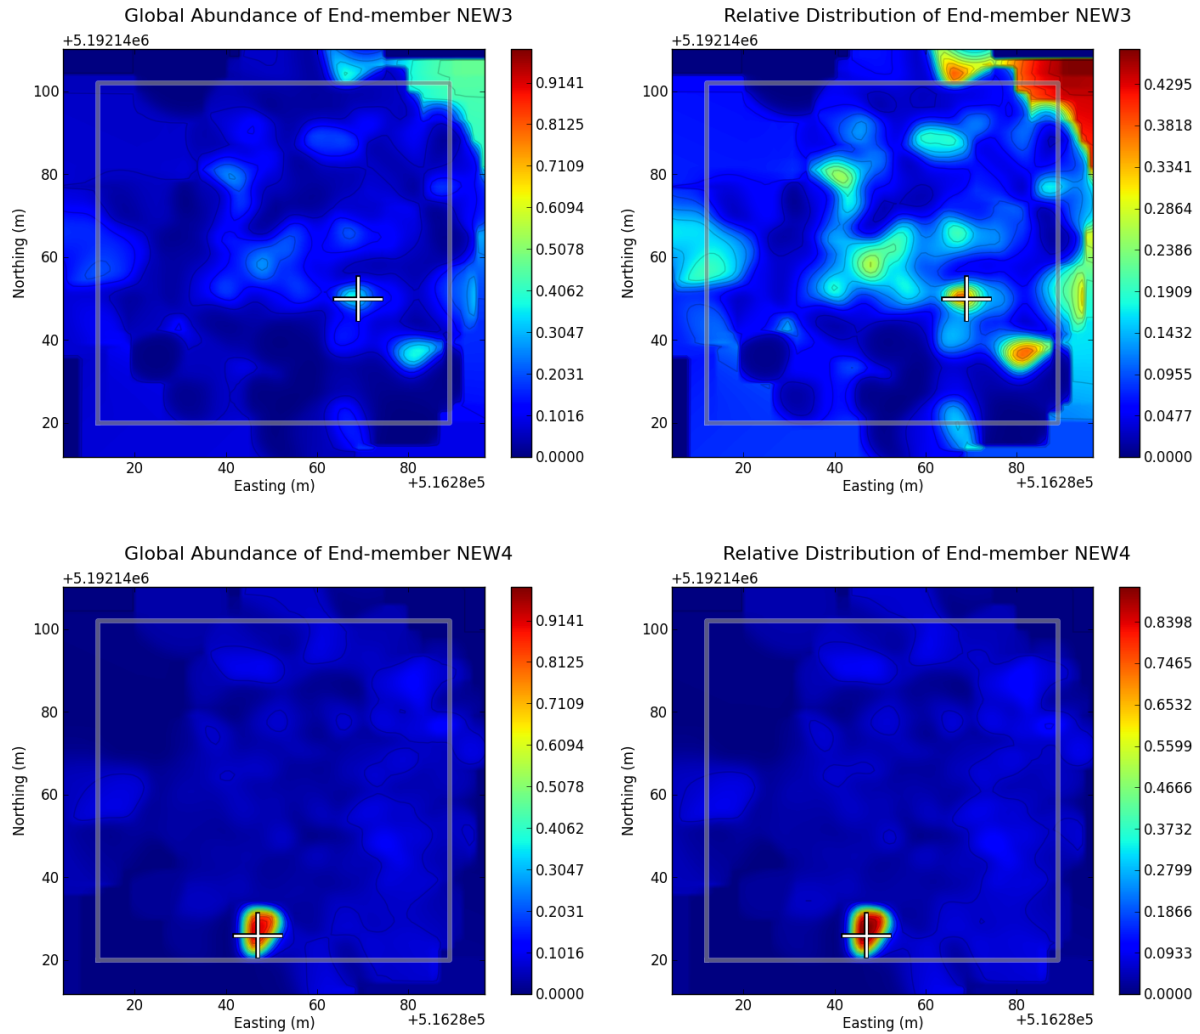 Global Abundance of End-member NEW3
+5.19214e6
Northing (m)
100
80
60
40
20
20 40 60 80
Easting (m)
+5.1628e5
0.9141
0.8125
0.7109
0.6094
0.5078
0.4062
0.3047
0.2031
0.1016
0.0000
Relative Distribution of End-member NEW3
+5.19214e6
Northing (m)
100
80
60
40
20
20 40 60 80
Easting (m)
+5.1628e5
0.4295
0.3818
0.3341
0.2864
0.2386
0.1909
0.1432
0.0955
0.0477
0.0000
Global Abundance of End-member NEW4
+5.19214e6
Northing (m)
100
80
60
40
20
20 40 60 80
Easting (m)
+5.1628e5
0.9141
0.8125
0.7109
0.6094
0.5078
0.4062
0.3047
0.2031
0.1016
0.0000
Relative Distribution of End-member NEW4
+5.19214e6
Northing (m)
100
80
60
40
20
20 40 60 80
Easting (m)
+5.1628e5
0.8398
0.7465
0.6532
0.5599
0.4666
0.3732
0.2799
0.1866
0.0933
0.0000